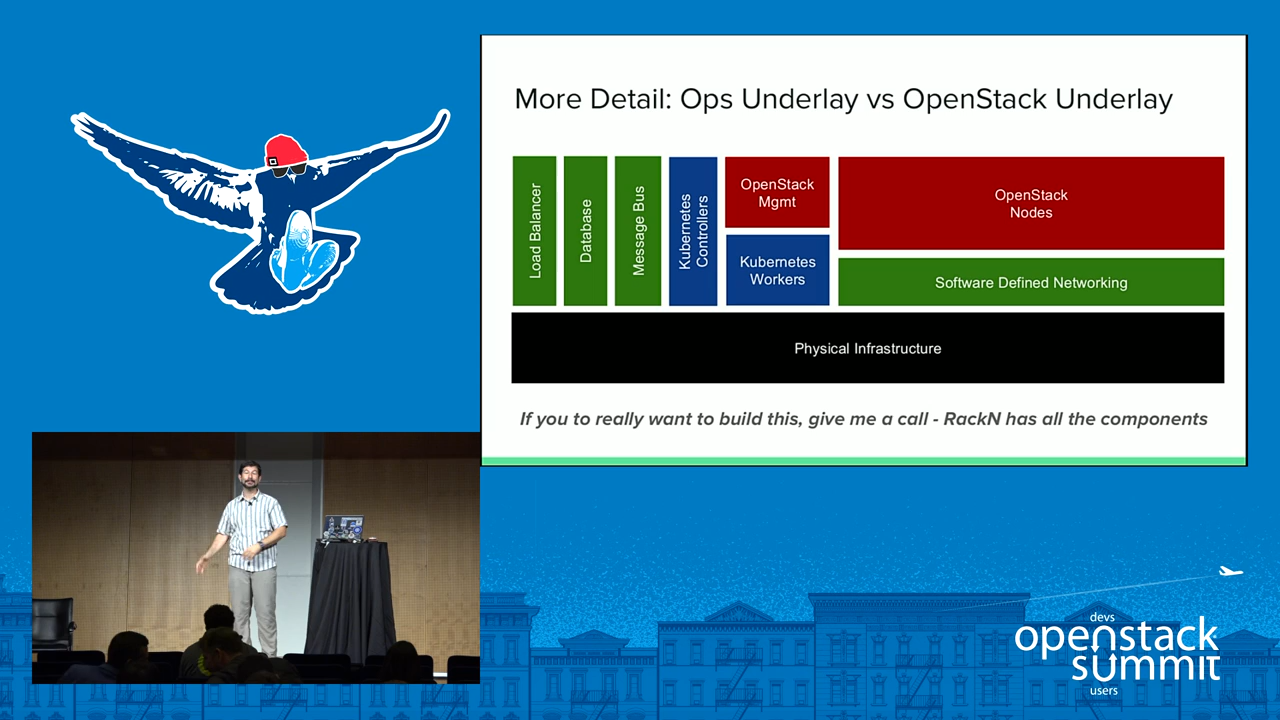 More Detail: Ops Underlay vs OpenStack Underlay
Load Balancer
Database
Message Bus
Kubernetes
Controllers
OpenStack
Mgmt
Kubernetes
Workers
OpenStack
Nodes
Software Defined Networking
Physical Infrastructure
If you to really want to build this, give me a call - RackN has all the components
devs
openstack
summit
users